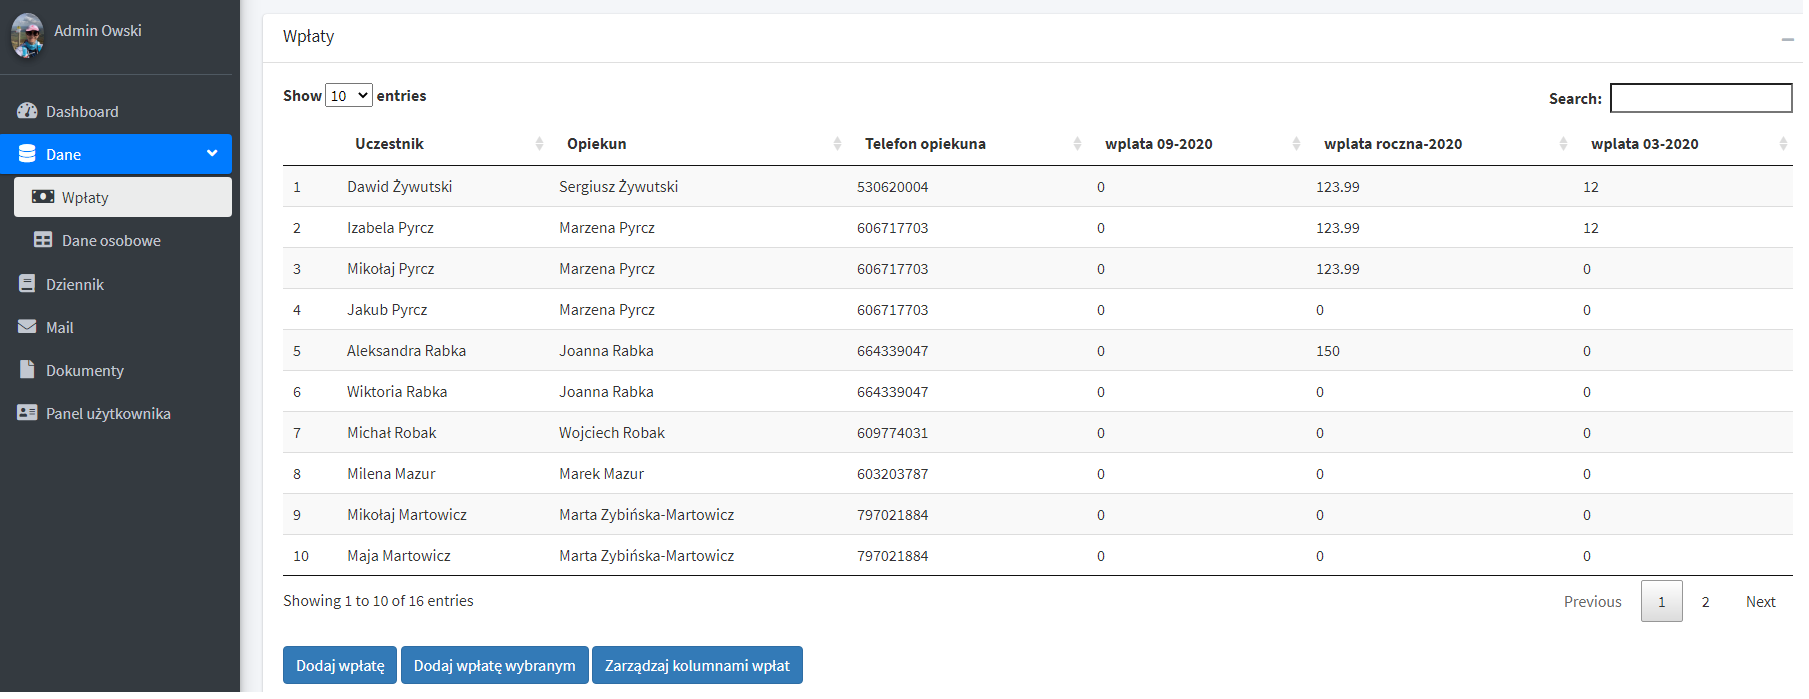 Admin Owski
Dashboard
Dane
Wpłaty
Dane osobowe
Dziennik
Mail
Dokumenty
Panel użytkownika
Wpłaty
Show 10 entries
Search:
Uczestnik Opiekun Telefon opiekuna wplata 09-2020 wplata roczna-2020 wplata 03-2020
1 Dawid Żywutski Sergiusz Żywutski 530620004 0 123.99 12
2 Izabela Pyrcz Marzena Pyrcz 606717703 0 123.99 12
3 Mikołaj Pyrcz Marzena Pyrcz 606717703 0 123.99 0
4 Jakub Pyrcz Marzena Pyrcz 606717703 0 0 0
5 Aleksandra Rabka Joanna Rabka 664339047 0 150 0
6 Wiktoria Rabka Joanna Rabka 664339047 0 0 0
7 Michał Robak Wojciech Robak 609774031 0 0 0
8 Milena Mazur Marek Mazur 603203787 0 0 0
9 Mikołaj Martowicz Marta Zybińska-Martowicz 797021884 0 0 0
10 Maja Martowicz Marta Zybińska-Martowicz 797021884 0 0 0
Showing 1 to 10 of 16 entries
Previous 1 2 Next
Dodaj wpłatę Dodaj wpłatę wybranym Zarządzaj kolumnami wpłat